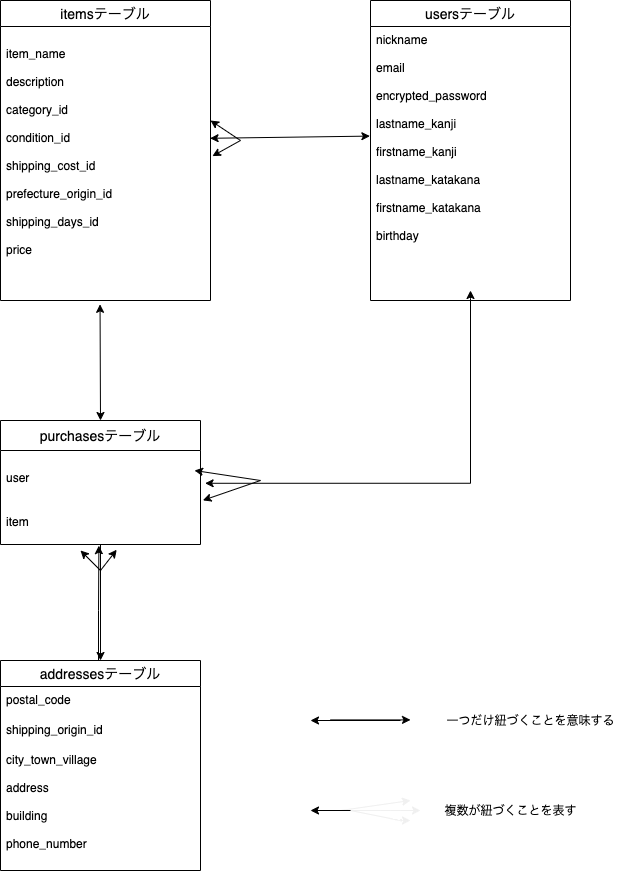 itemsテーブル
item_name
description
category_id
condition_id
shipping_cost_id
prefecture_origin_id
shipping_days_id
price
usersテーブル
nickname
email
encrypted_password
lastname_kanji
firstname_kanji
lastname_katakana
firstname_katakana
birthday
purchasesテーブル
user
item
addressesテーブル
postal_code
shipping_origin_id
city_town_village
address
building
phone_number
一つだけ紐づくことを意味する
複数が紐づくことを表す